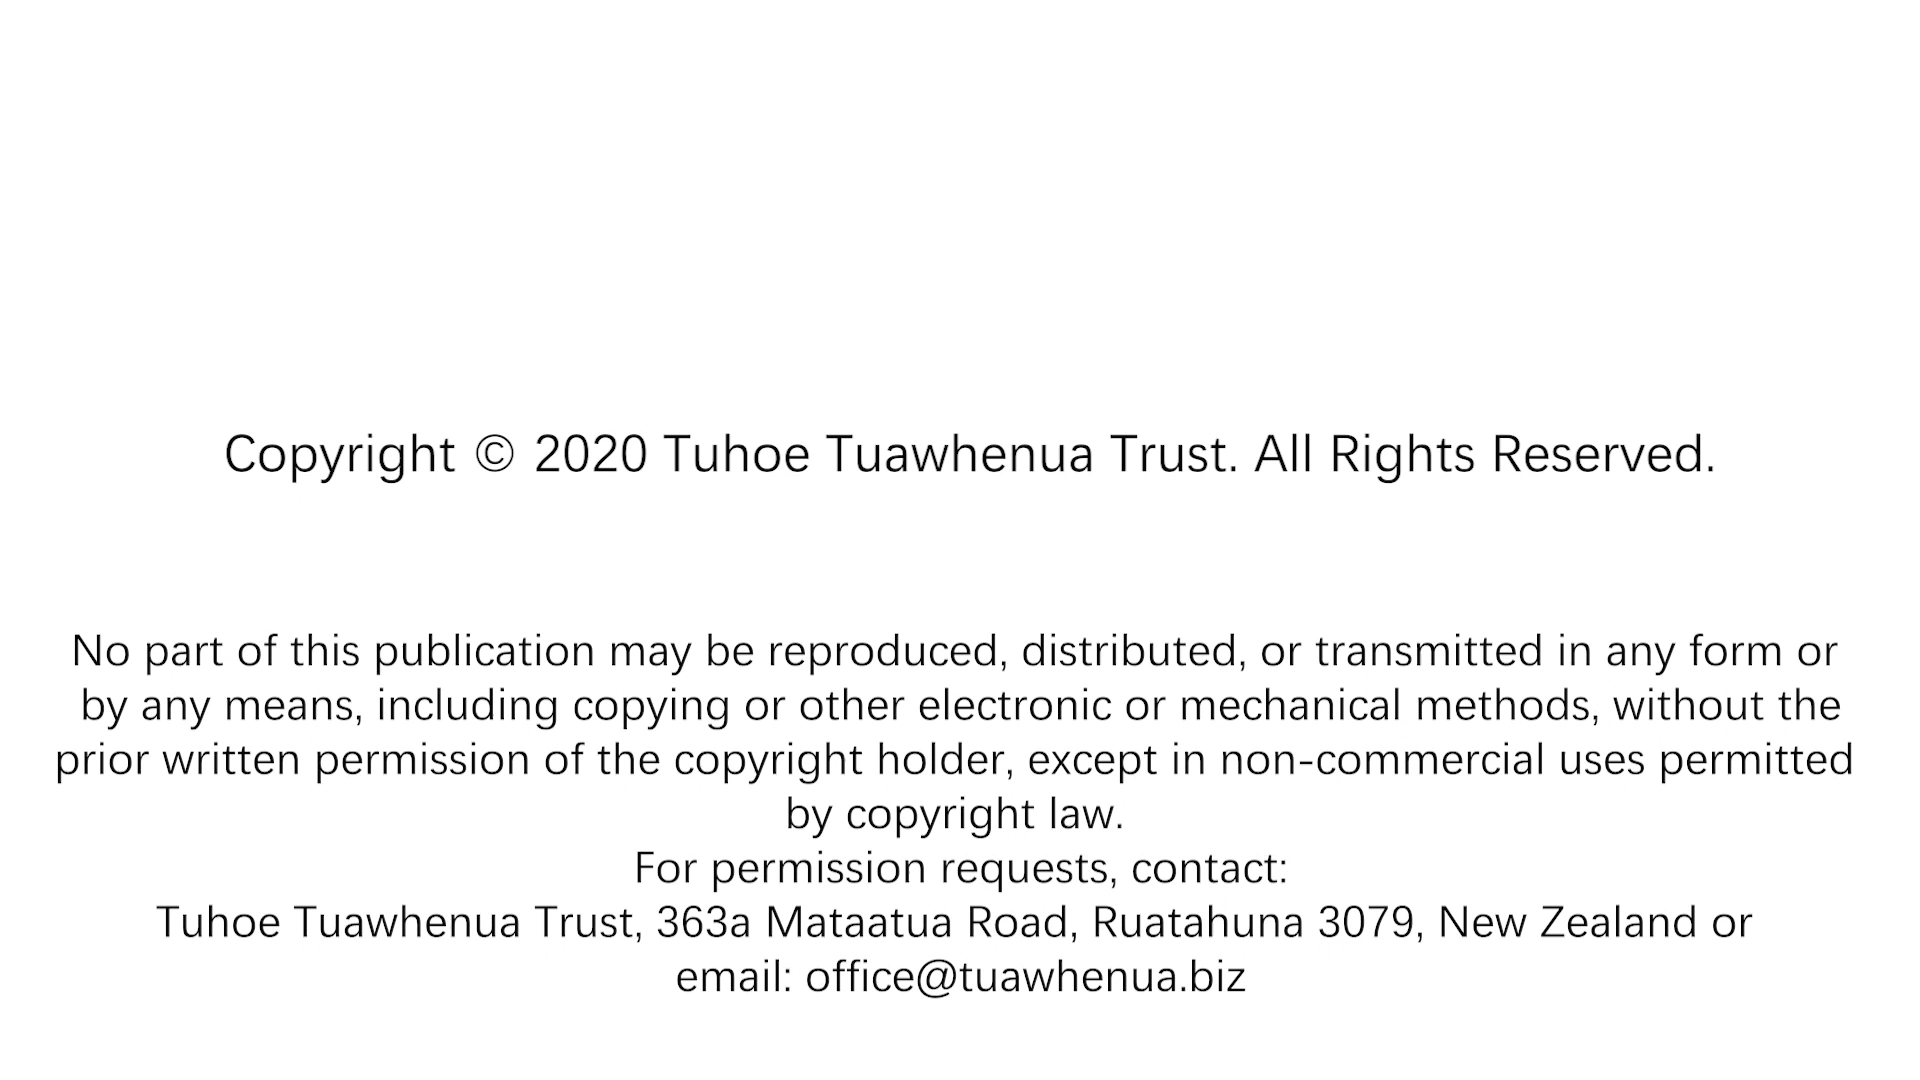 Copyright © 2020 Tuhoe Tuawhenua Trust. All Rights Reserved.
No part of this publication may be reproduced, distributed, or transmitted in any form or
by any means, including copying or other electronic or mechanical methods, without the
prior written permission of the copyright holder, except in non-commercial uses permitted
by copyright law.
For permission requests, contact:
Tuhoe Tuawhenua Trust, 363a Mataatua Road, Ruatahuna 3079, New Zealand or
email: office@tuawhenua.biz